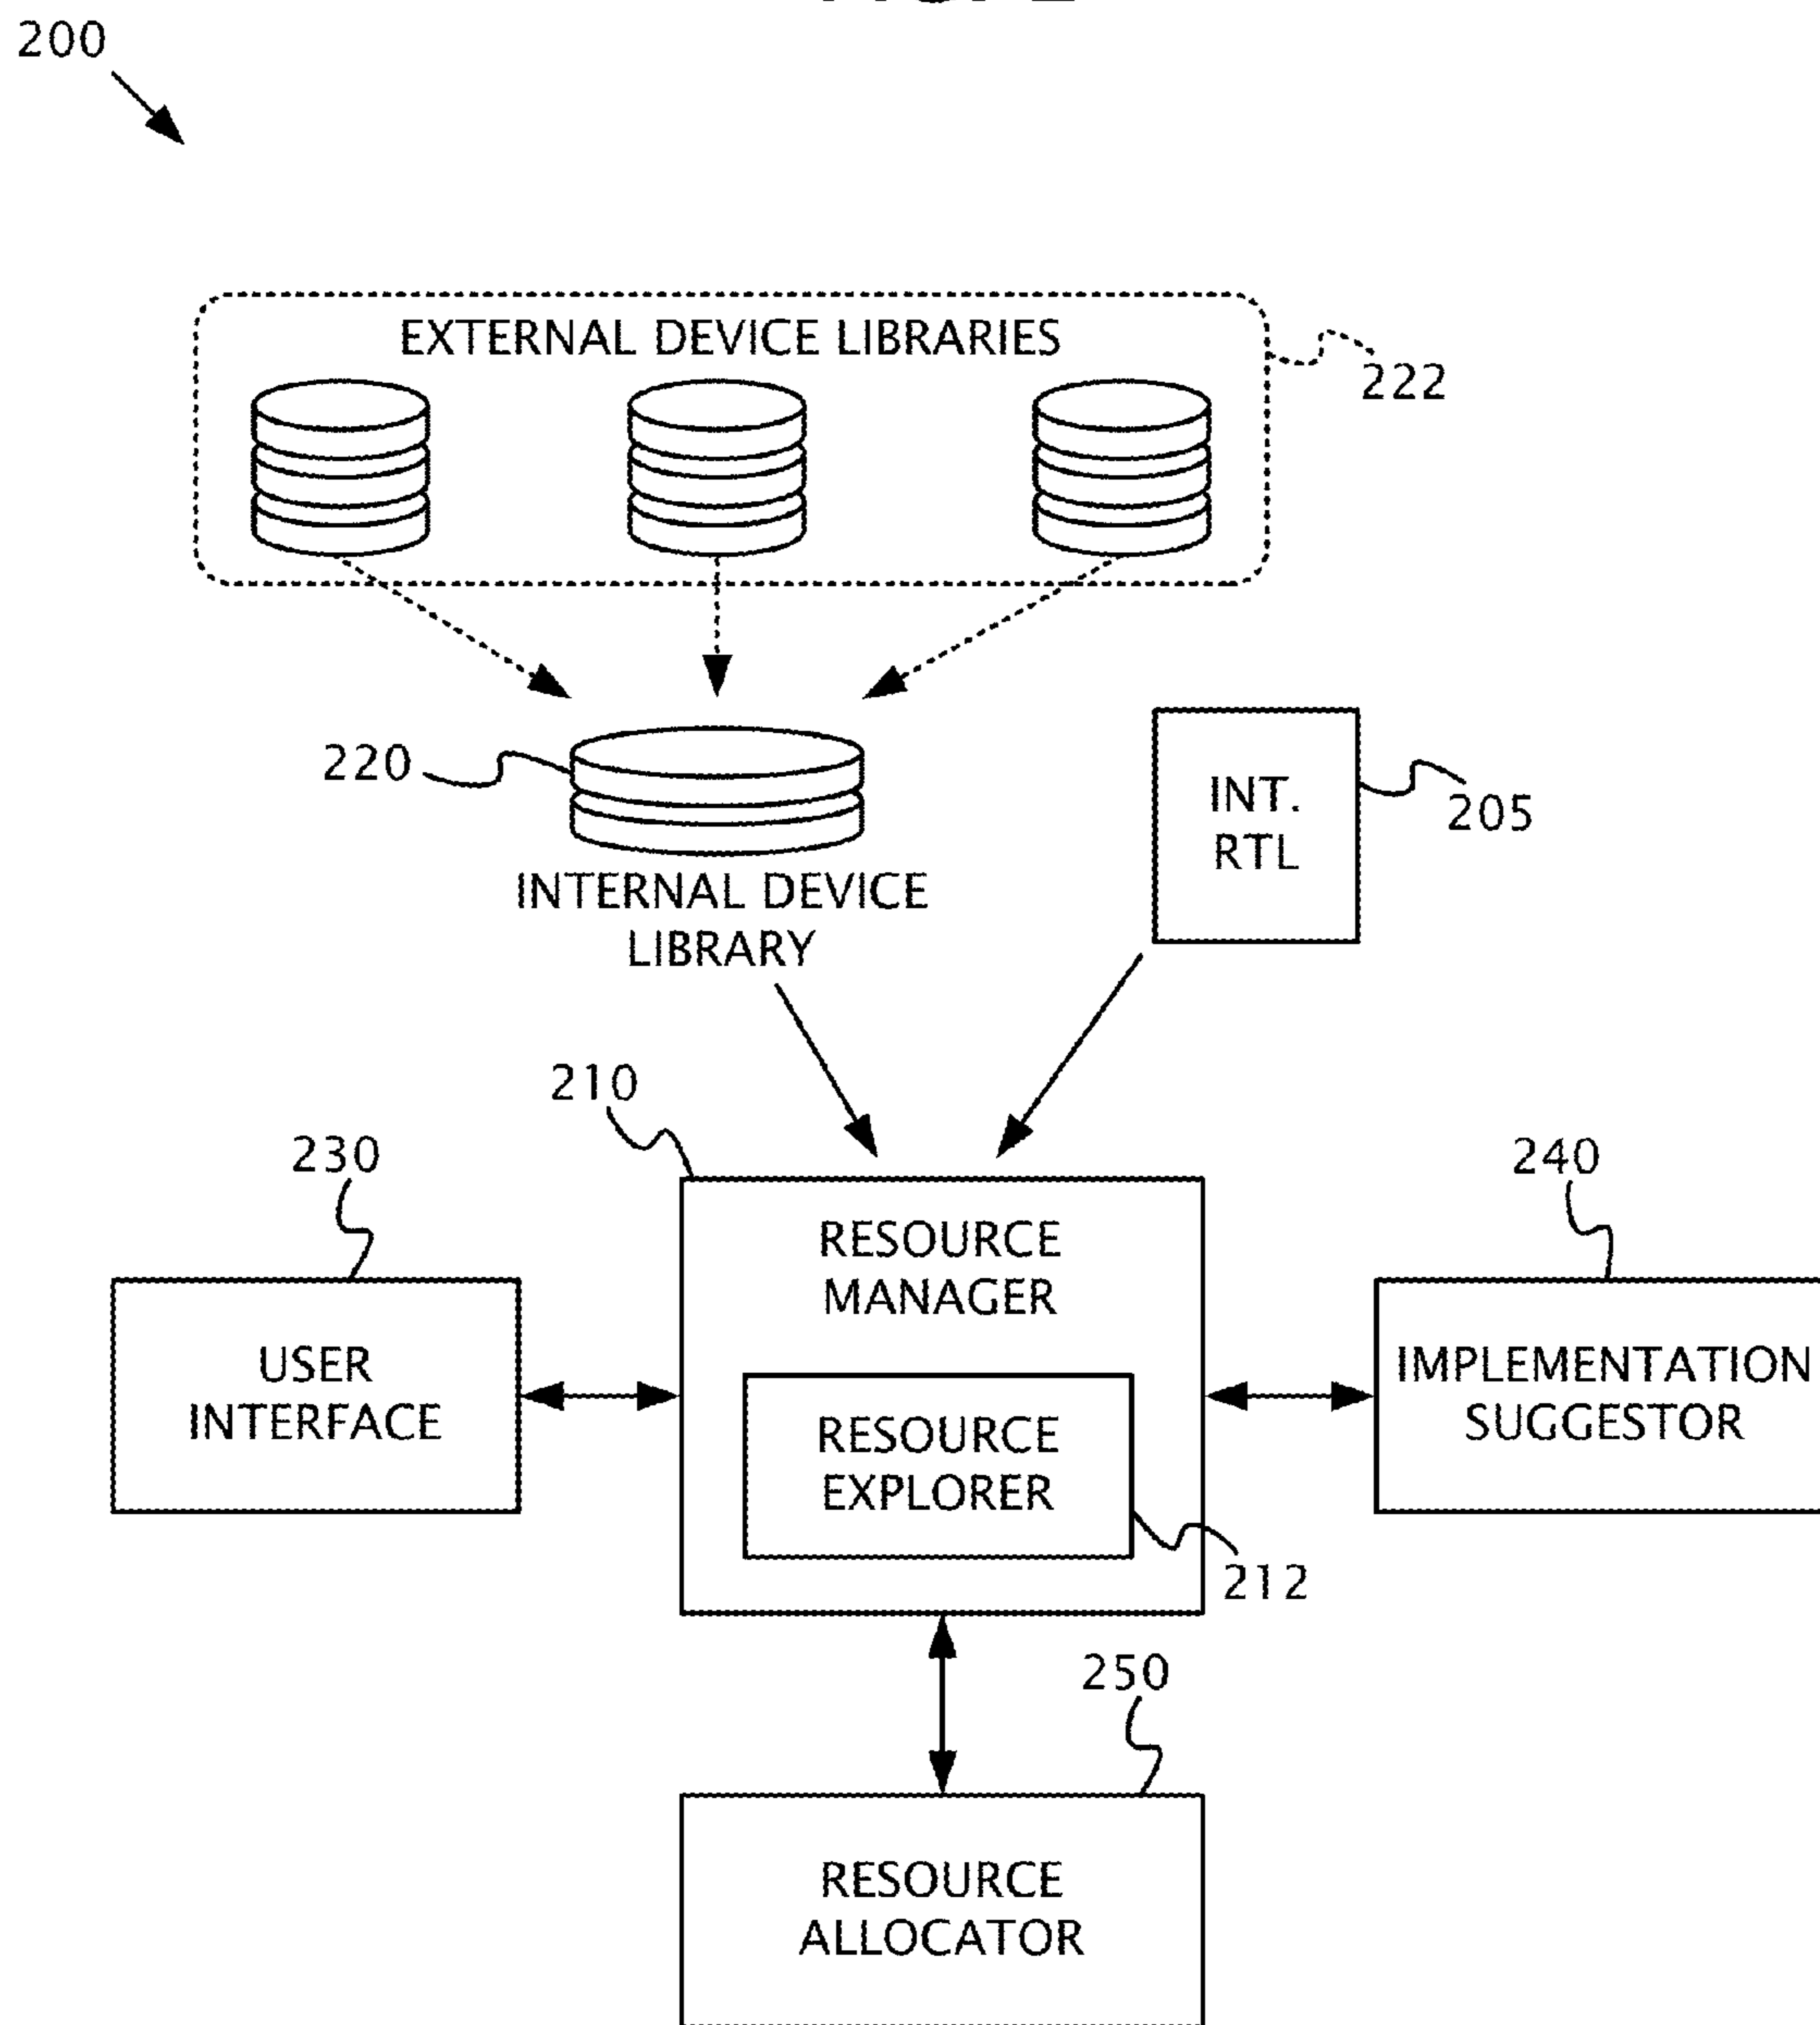 200
EXTERNAL DEVICE LIBRARIES
222
220
INT.
RTL
205
INTERNAL DEVICE
LIBRARY
210
230
240
RESOURCE
MANAGER
USER
INTERFACE
RESOURCE
EXPLORER
IMPLEMENTATION
SUGGESTOR
212
250
RESOURCE
ALLOCATOR